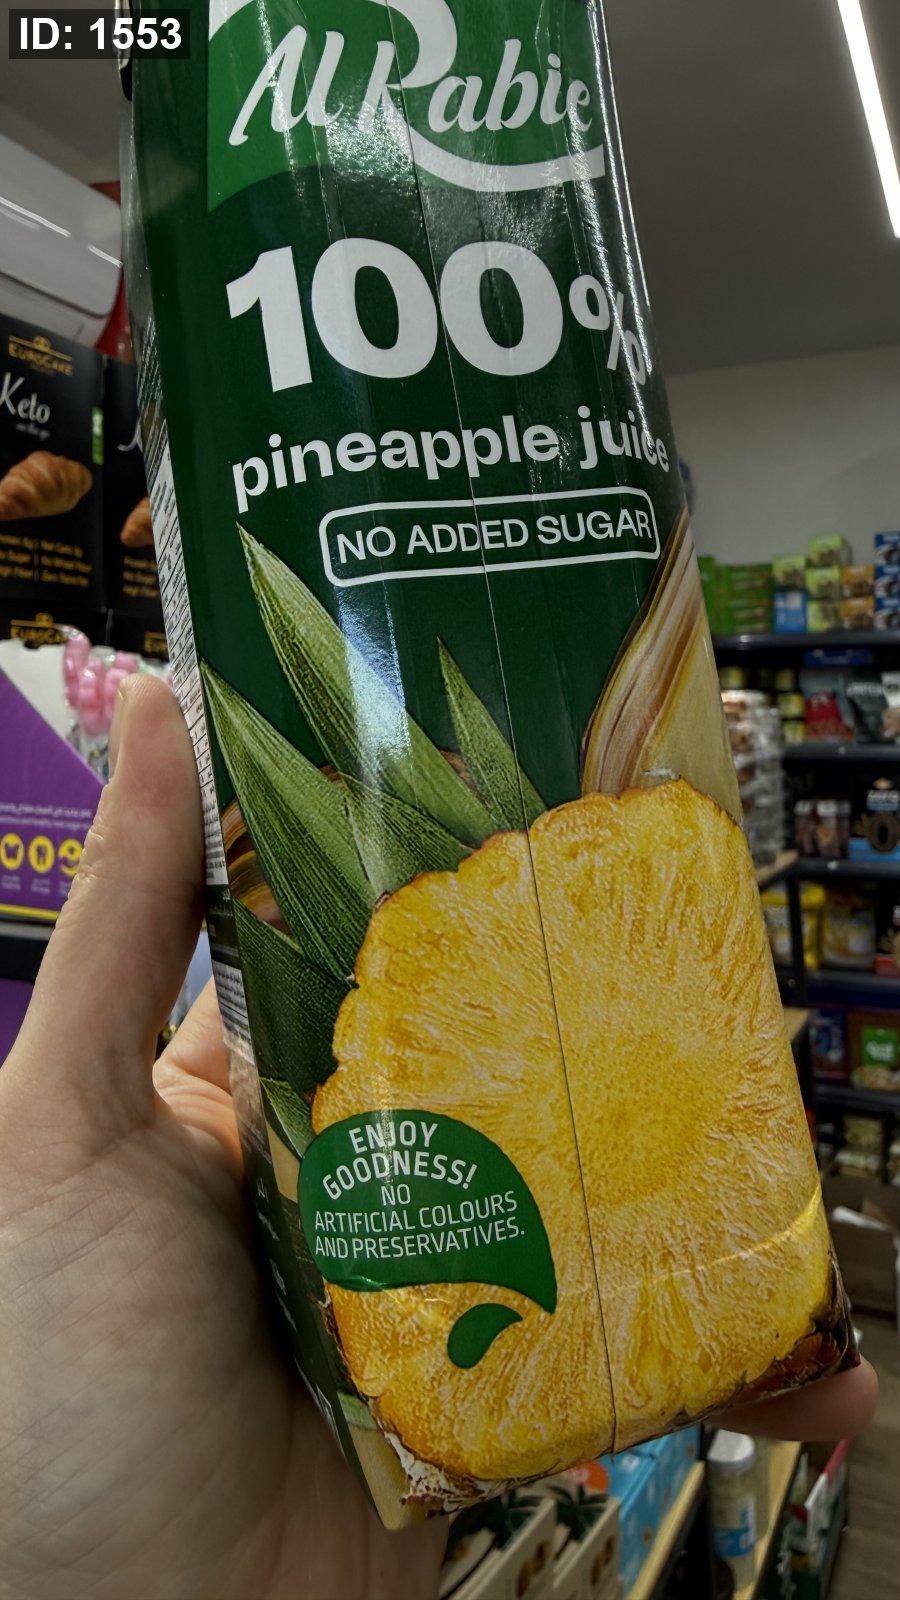 ID: 1553
Al Rabie
100%
pineapple juice
NO ADDED SUGAR
ENJOY
GOODNESS!
NO
ARTIFICIAL COLOURS
AND PRESERVATIVES.
EUROCAKE
Keto